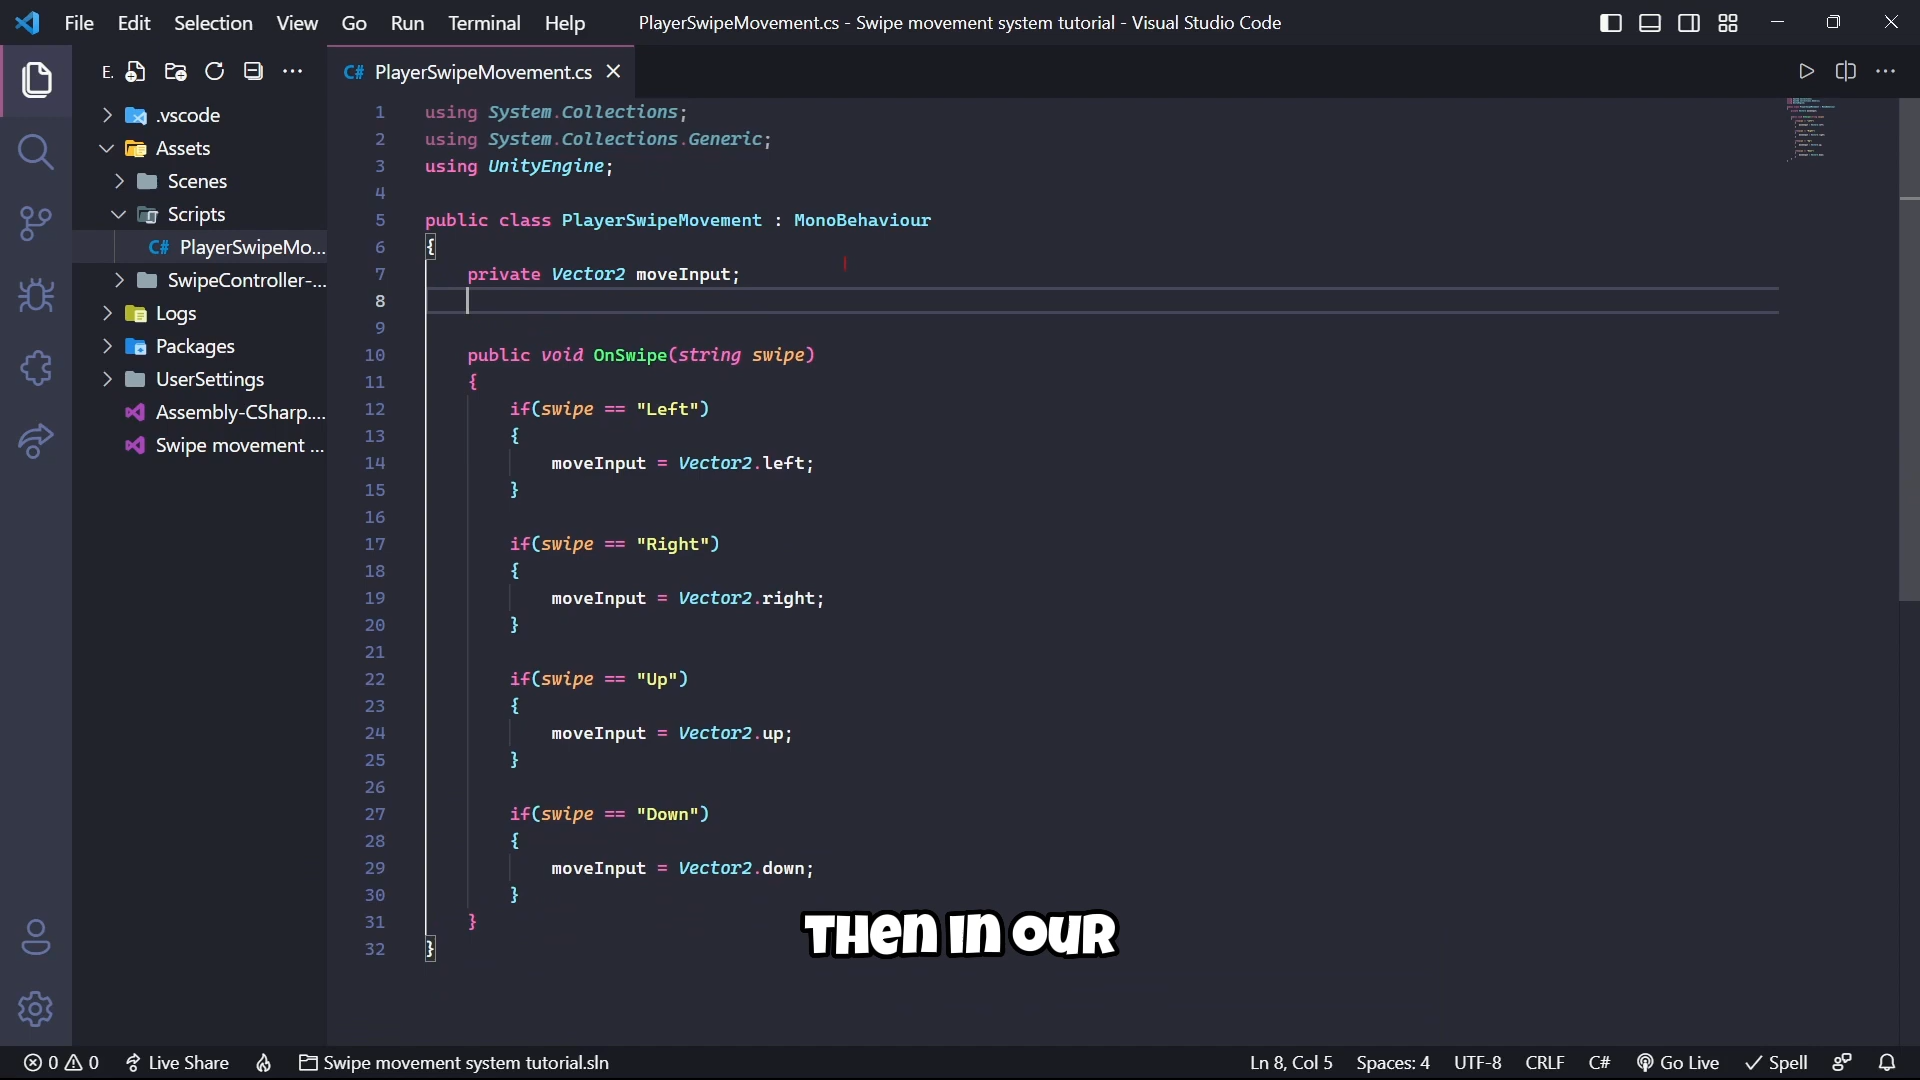 File Edit Selection View Go Run Terminal Help PlayerSwipeMovement.cs - Swipe movement system tutorial - Visual Studio Code
E.
C# PlayerSwipeMovement.cs
.vscode
Assets
Scenes
Scripts
C# PlayerSwipeMo...
SwipeController-...
Logs
Packages
UserSettings
Assembly-CSharp....
Swipe movement ...
1 using System.Collections;
2 using System.Collections.Generic;
3 using UnityEngine;
4
5 public class PlayerSwipeMovement : MonoBehaviour
6 {
7 private Vector2 moveInput;
8
9
10 public void OnSwipe(string swipe)
11 {
12 if(swipe == "Left")
13 {
14 moveInput = Vector2.left;
15 }
16
17 if(swipe == "Right")
18 {
19 moveInput = Vector2.right;
20 }
21
22 if(swipe == "Up")
23 {
24 moveInput = Vector2.up;
25 }
26
27 if(swipe == "Down")
28 {
29 moveInput = Vector2.down;
30 }
31 }
32 }
THEN IN OUR
0 0 Live Share Swipe movement system tutorial.sln Ln 8, Col 5 Spaces: 4 UTF-8 CRLF C# Go Live Spell